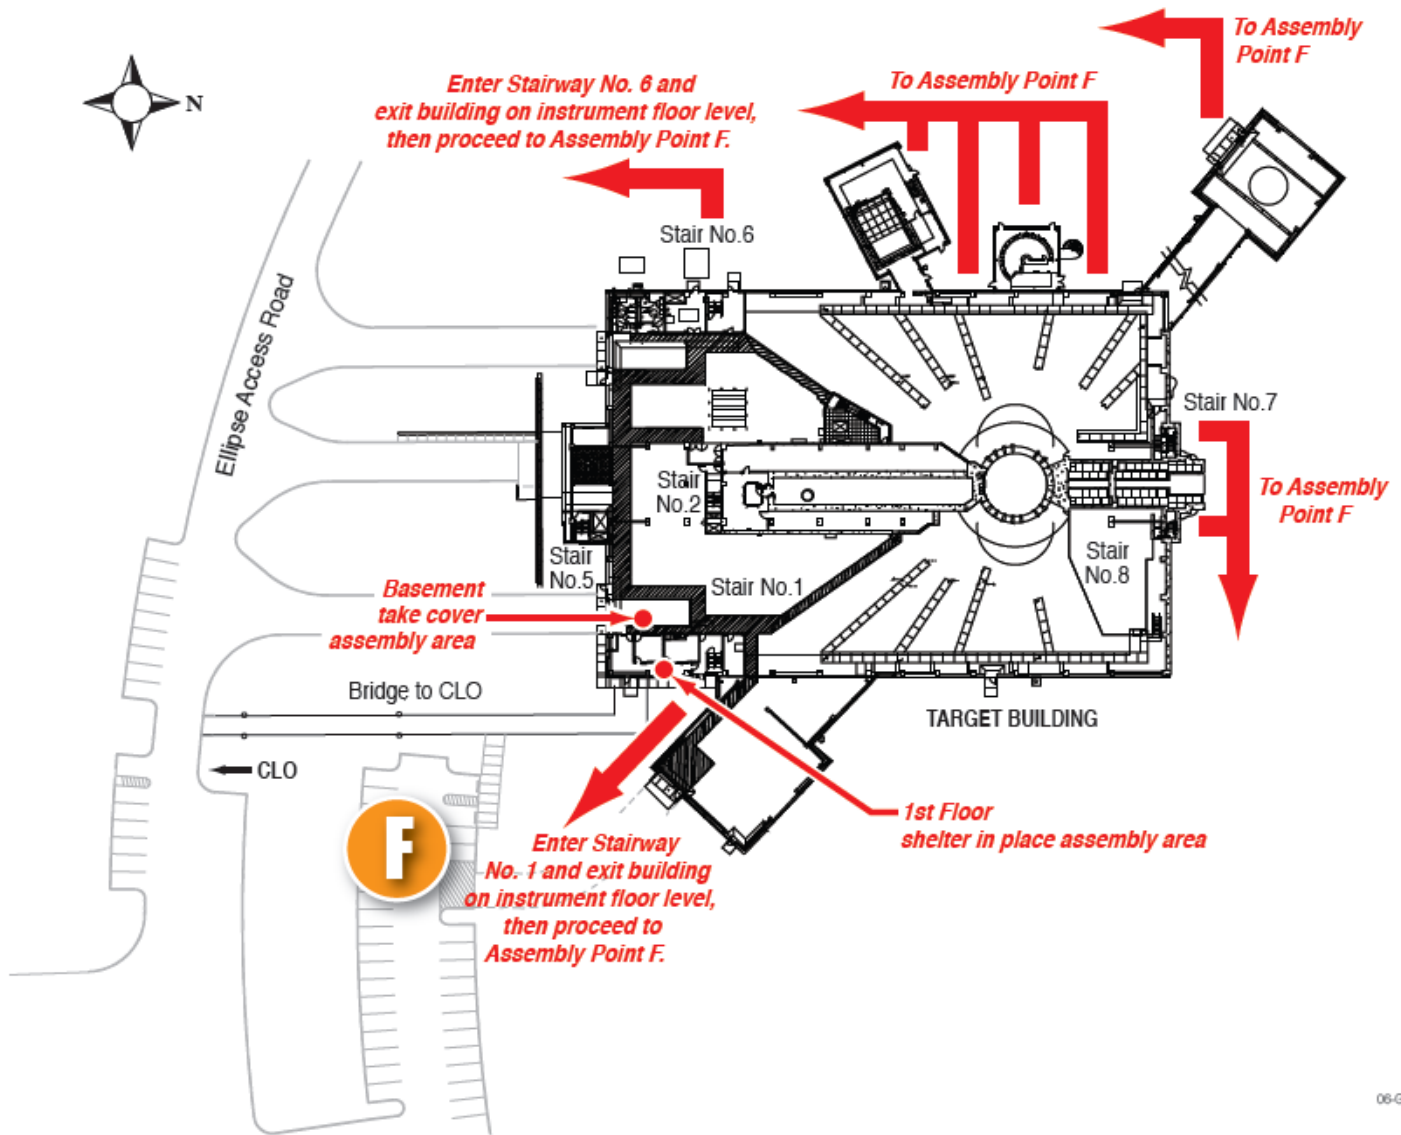 To Assembly
Point F
To Assembly Point F
Enter Stairway No. 6 and
exit building on instrument floor level,
then proceed to Assembly Point F.
N
Stair No.6
Ellipse Access Road
Stair No.7
To Assembly
Point F
Stair
No.2
Stair
No.5
Stair No.1
Stair
No.8
Basement
take cover
assembly area
Bridge to CLO
TARGET BUILDING
CLO
F
1st Floor
shelter in place assembly area
Enter Stairway
No. 1 and exit building
on instrument floor level,
then proceed to
Assembly Point F.